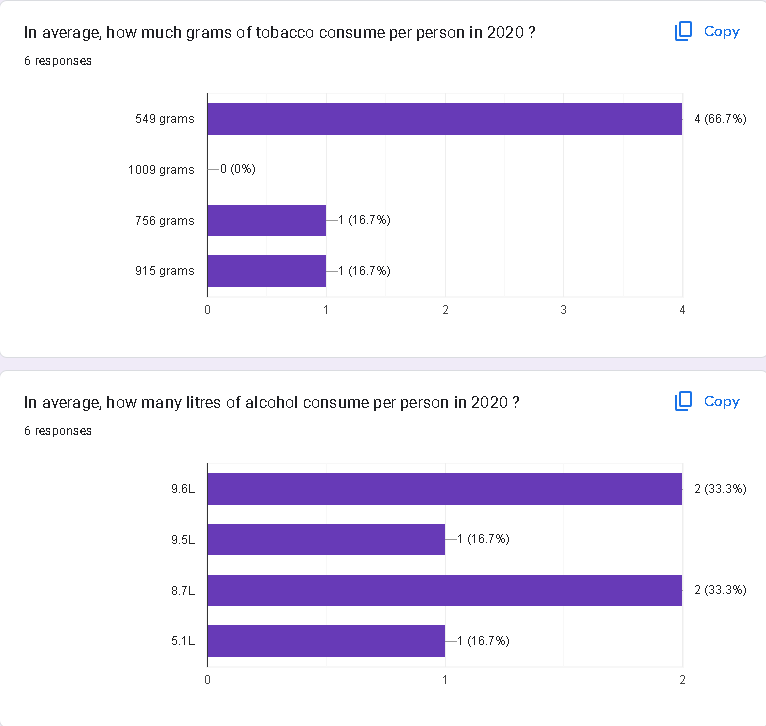 In average, how much grams of tobacco consume per person in 2020 ?
Copy
6 responses
549 grams
4 (66.7%)
1009 grams
0 (0%)
756 grams
1 (16.7%)
915 grams
1 (16.7%)
0 1 2 3 4
In average, how many litres of alcohol consume per person in 2020 ?
Copy
6 responses
9.6L
2 (33.3%)
9.5L
1 (16.7%)
8.7L
2 (33.3%)
5.1L
1 (16.7%)
0 1 2